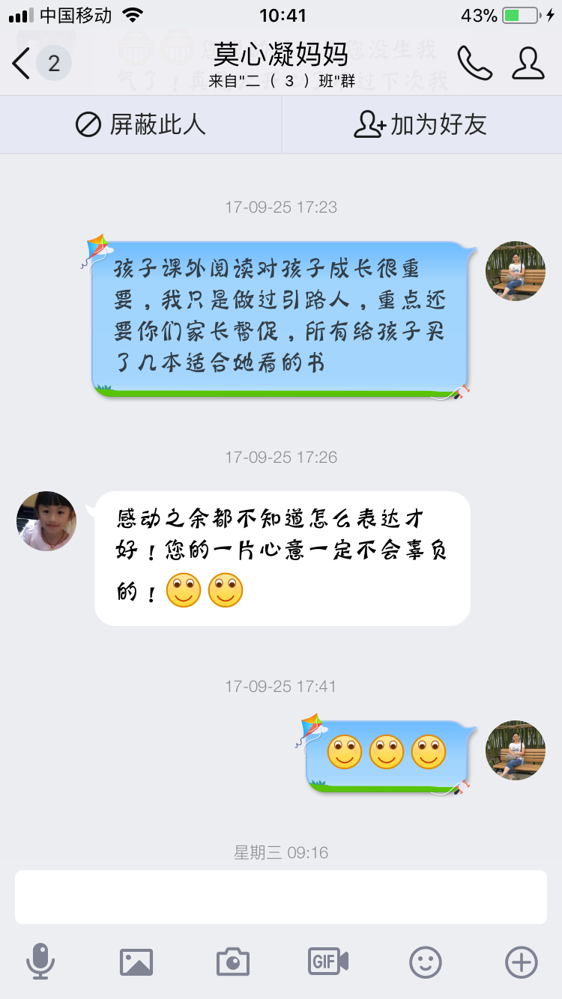 中国移动
10:41
43%
2
莫心凝妈妈
来自"二（3）班"群
您没生我
气了！真
过下次我
屏蔽此人
加为好友
17-09-25 17:23
孩子课外阅读对孩子成长很重
要，我只是做过引路人，重点还
要你们家长督促，所有给孩子买
了几本适合她看的书
17-09-25 17:26
感动之余都不知道怎么表达才
好！您的一片心意一定不会辜负
的！
17-09-25 17:41
星期三 09:16
GIF